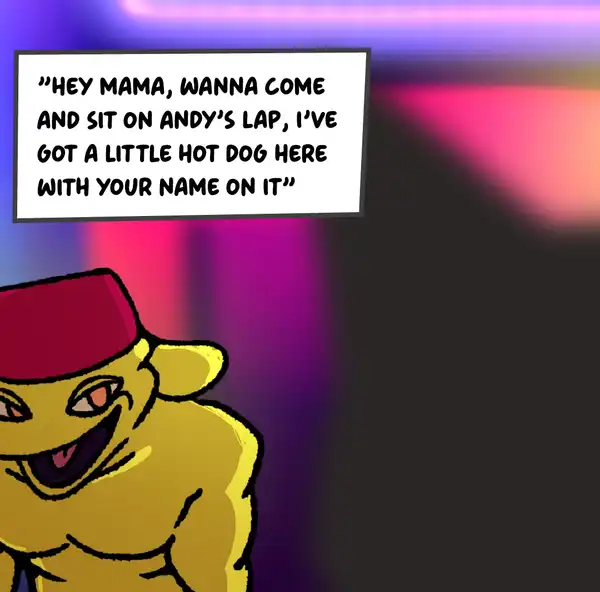 ”HEY MAMA, WANNA COME
AND SIT ON ANDY’S LAP, I’VE
GOT A LITTLE HOT DOG HERE
WITH YOUR NAME ON IT”